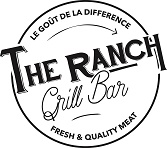 LE GOÛT DE LA DIFFERENCE
THE RANCH
Grill Bar
FRESH & QUALITY MEAT